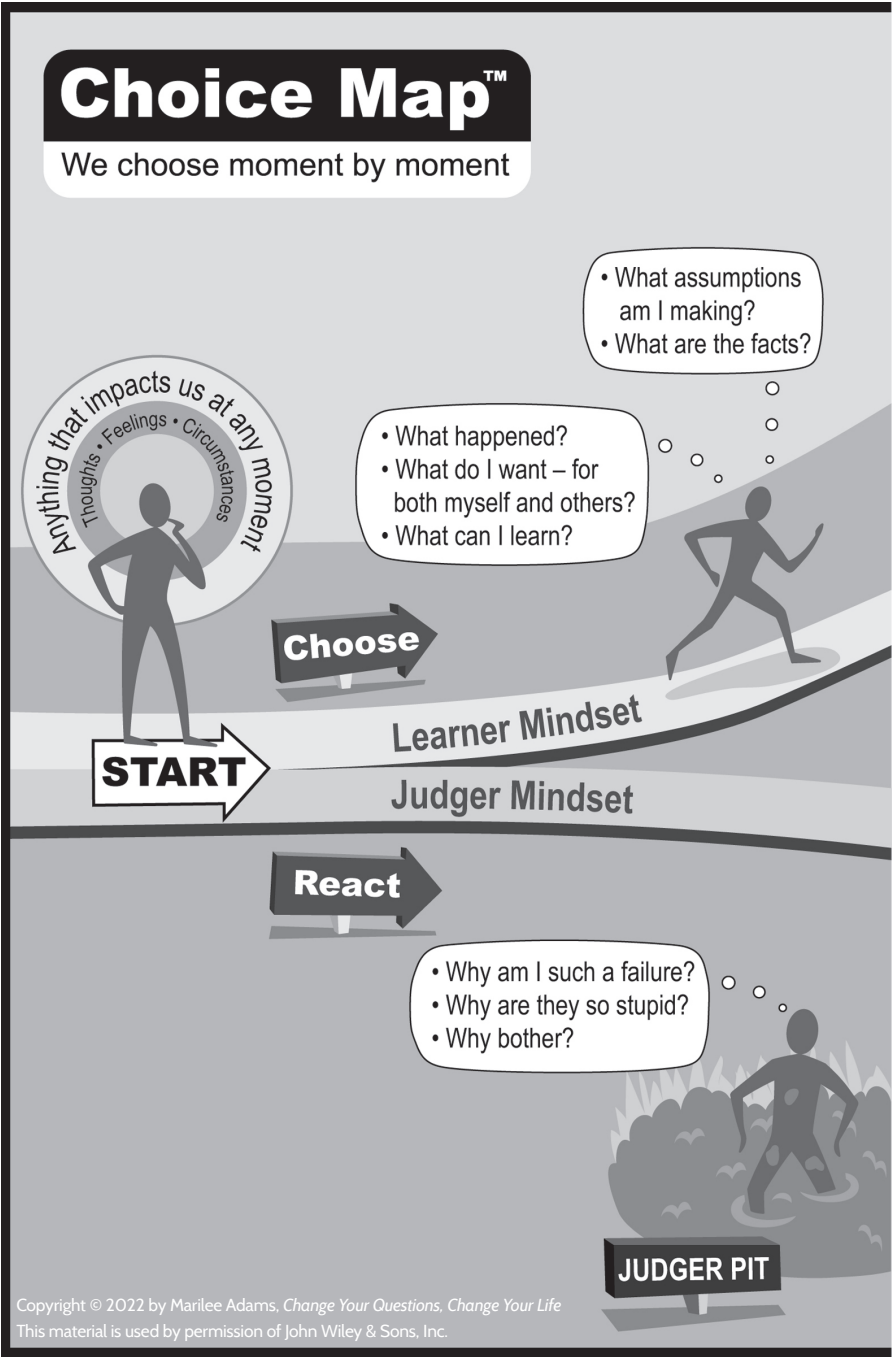 Choice Map™
We choose moment by moment
• What assumptions
am I making?
• What are the facts?
Anything that impacts us at any moment
Thoughts • Feelings • Circumstances
• What happened?
• What do I want – for
both myself and others?
• What can I learn?
Choose
Learner Mindset
START
Judger Mindset
React
• Why am I such a failure?
• Why are they so stupid?
• Why bother?
JUDGER PIT
Copyright © 2022 by Marilee Adams, Change Your Questions, Change Your Life
This material is used by permission of John Wiley & Sons, Inc.